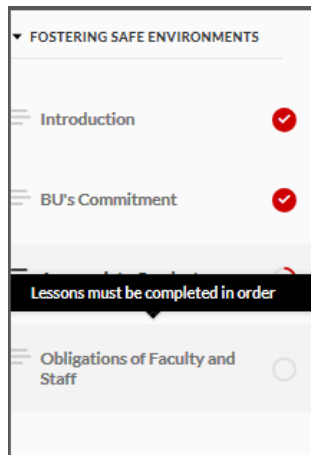 FOSTERING SAFE ENVIRONMENTS
Introduction
BU's Commitment
Lessons must be completed in order
Obligations of Faculty and
Staff